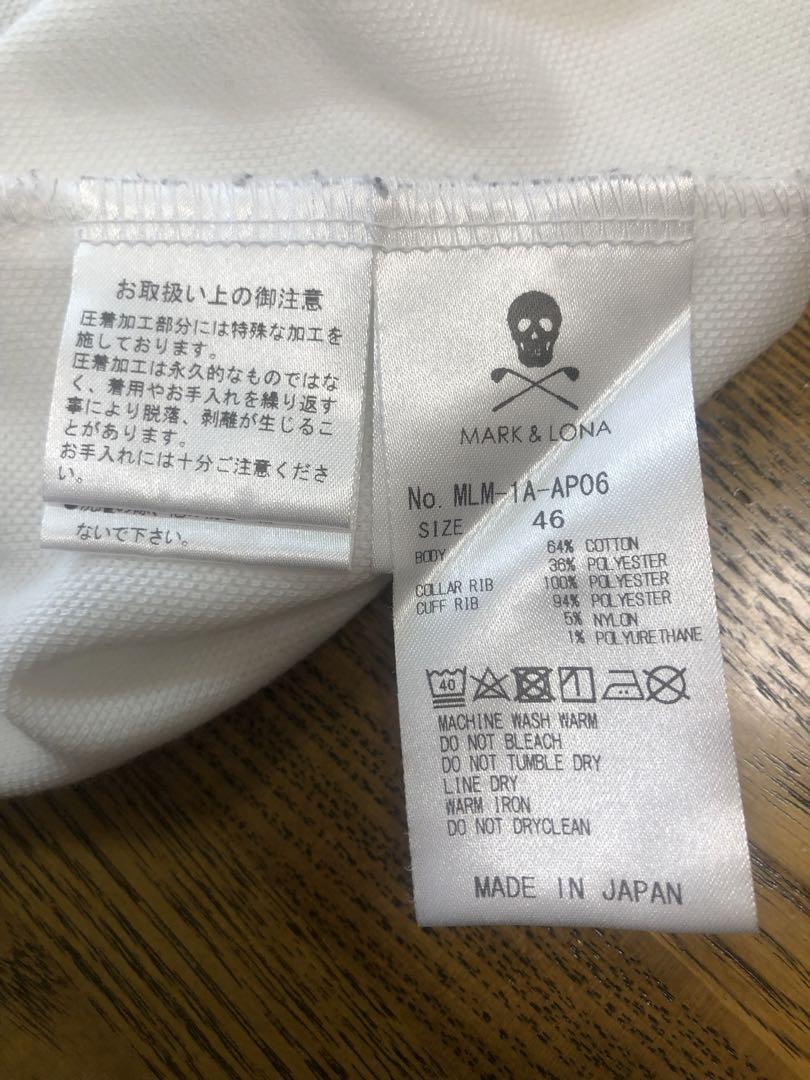 お取扱い上の御注意
圧着加工部分には特殊な加工を
施しております。
圧着加工は永久的なものではな
く、着用やお手入れを繰り返す
事により脱落、剥離が生じるこ
とがあります。
お手入れには十分ご注意くださ
い。
ないで下さい。
MARK & LONA
No. MLM-1A-AP06
SIZE 46
BODY 64% COTTON
36% POLYESTER
COLLAR RIB 100% POLYESTER
CUFF RIB 94% POLYESTER
5% NYLON
1% POLYURETHANE
40
MACHINE WASH WARM
DO NOT BLEACH
DO NOT TUMBLE DRY
LINE DRY
WARM IRON
DO NOT DRYCLEAN
MADE IN JAPAN